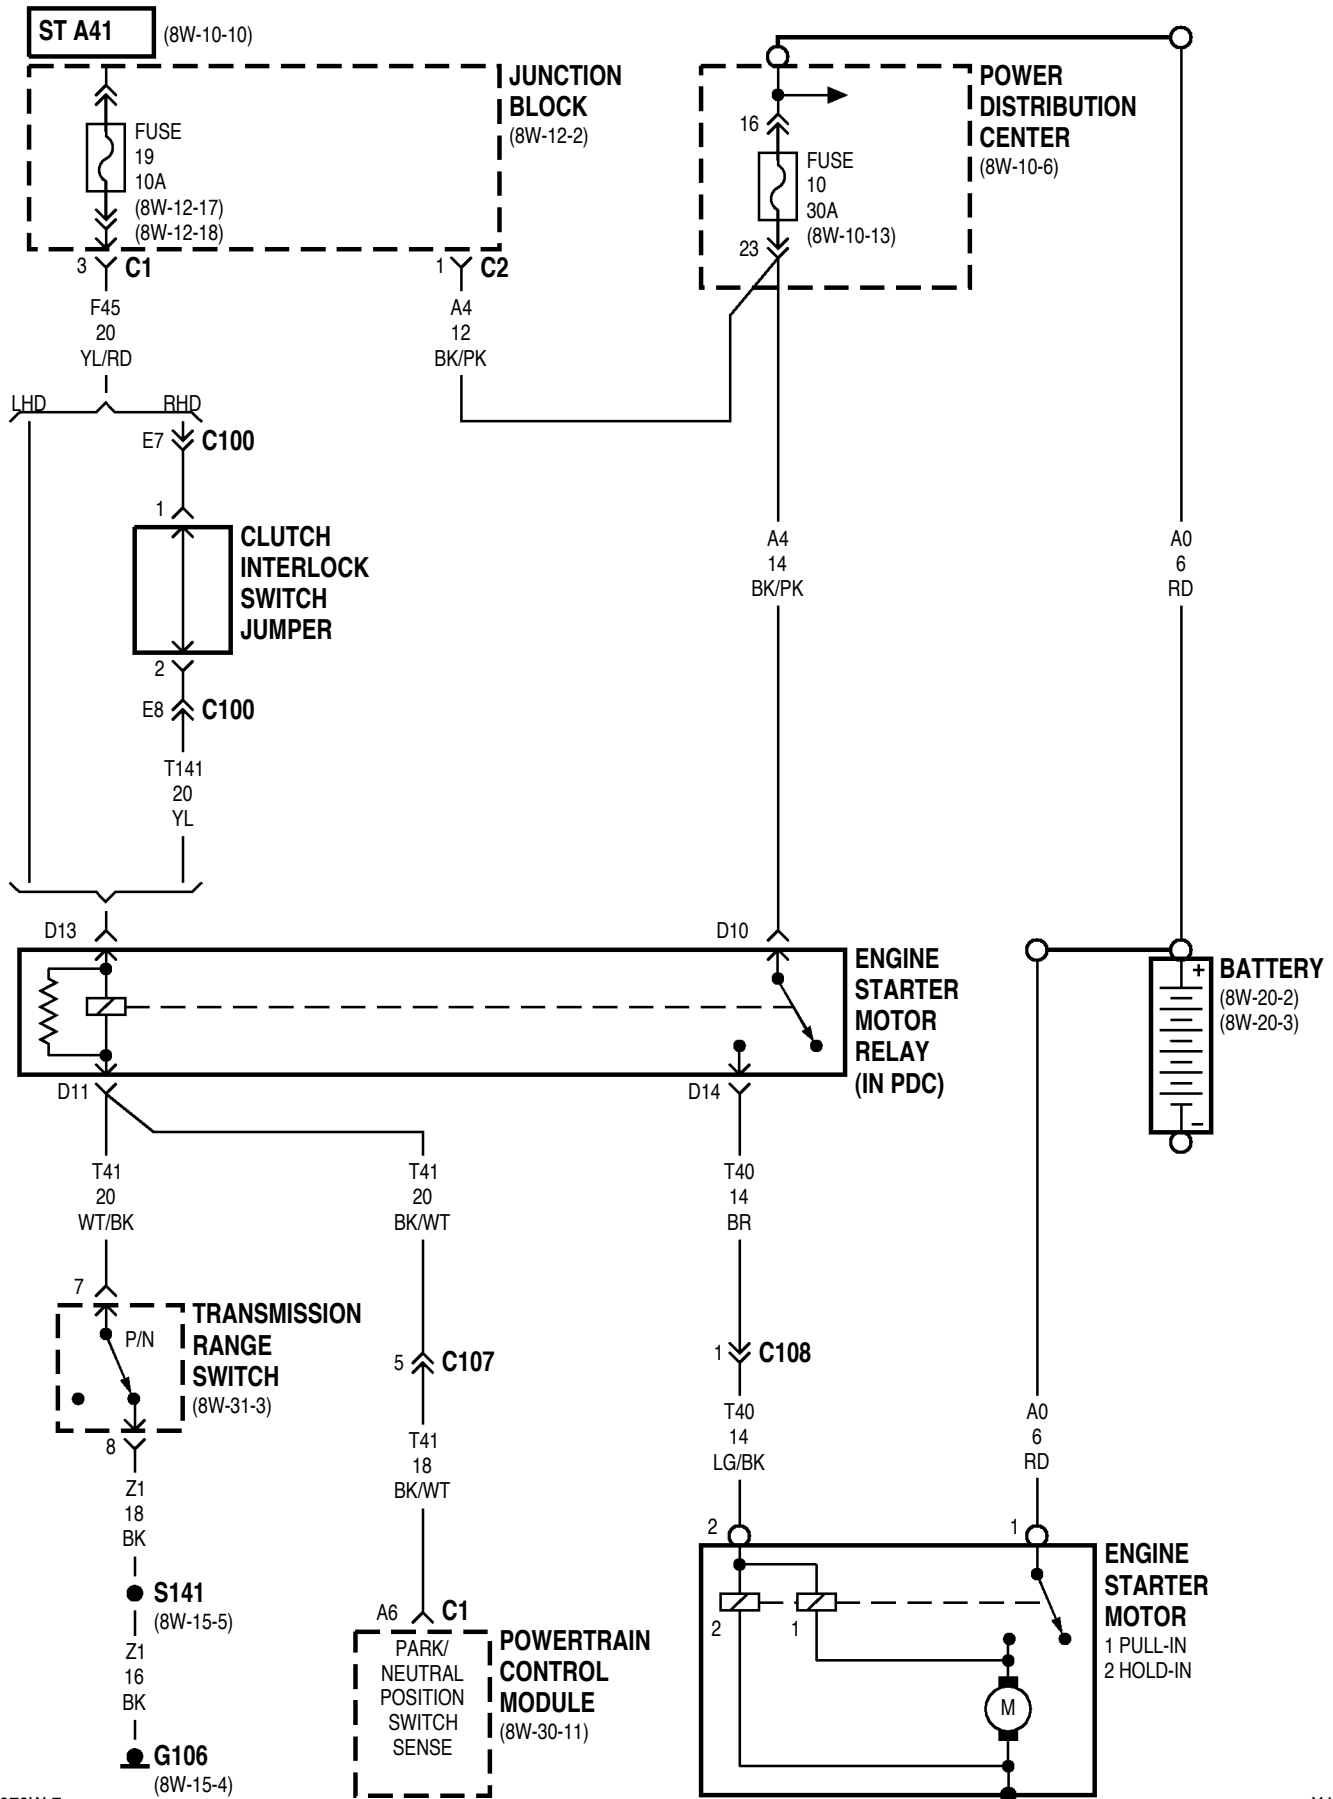 ST A41
(8W-10-10)
JUNCTION
BLOCK
(8W-12-2)
POWER
DISTRIBUTION
CENTER
(8W-10-6)
FUSE
19
10A
(8W-12-17)
(8W-12-18)
16
FUSE
10
30A
(8W-10-13)
23
3
C1
1
C2
F45
20
YL/RD
A4
12
BK/PK
LHD
RHD
E7
C100
1
CLUTCH
INTERLOCK
SWITCH
JUMPER
2
E8
C100
T141
20
YL
A4
14
BK/PK
A0
6
RD
D13
D10
ENGINE
STARTER
MOTOR
RELAY
(IN PDC)
+
BATTERY
(8W-20-2)
(8W-20-3)
–
D11
D14
T41
20
WT/BK
T41
20
BK/WT
T40
14
BR
7
P/N
TRANSMISSION
RANGE
SWITCH
(8W-31-3)
8
5
C107
1
C108
T41
18
BK/WT
T40
14
LG/BK
A0
6
RD
Z1
18
BK
S141
(8W-15-5)
Z1
16
BK
G106
(8W-15-4)
A6
C1
PARK/
NEUTRAL
POSITION
SWITCH
SENSE
POWERTRAIN
CONTROL
MODULE
(8W-30-11)
2
1
2
1
M
ENGINE
STARTER
MOTOR
1 PULL-IN
2 HOLD-IN